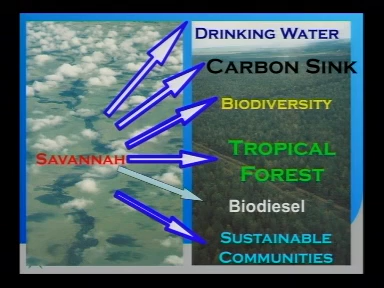 Drinking Water
Carbon Sink
Biodiversity
Savannah
Tropical
Forest
Biodiesel
Sustainable
Communities